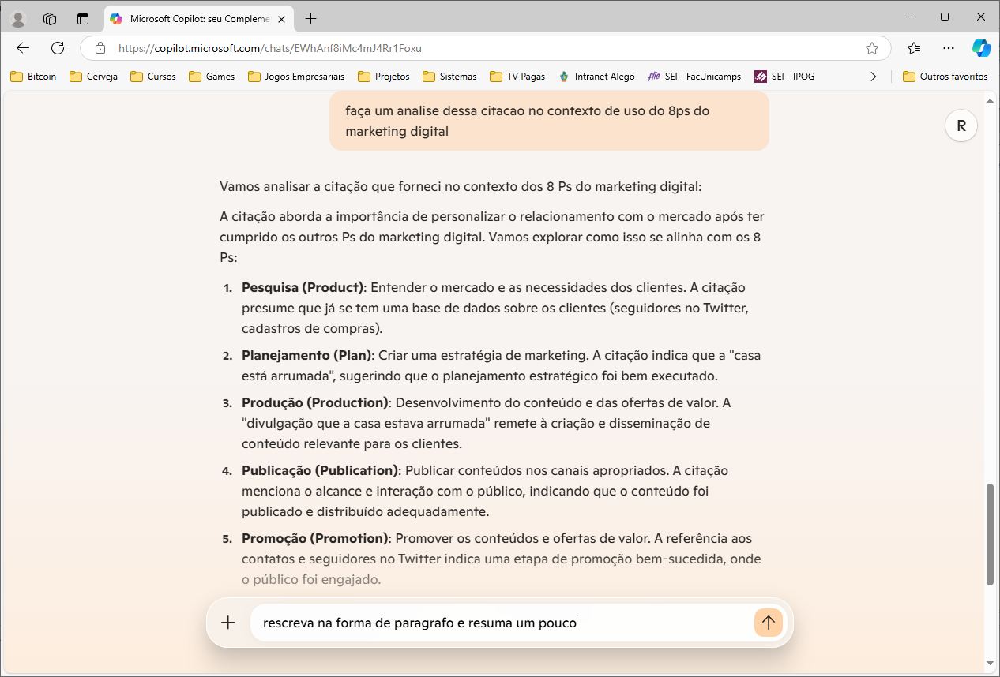 Microsoft Copilot: seu Compleme
https://copilot.microsoft.com/chats/EWhAnf8iMc4mJ4Rr1Foxu
Bitcoin Cerveja Cursos Games Jogos Empresariais Projetos Sistemas TV Pagas Intranet Alego flie SEI - FacUnicamps SEI - IPOG Outros favoritos
faça um analise dessa citacao no contexto de uso do 8ps do
marketing digital
R
Vamos analisar a citação que forneci no contexto dos 8 Ps do marketing digital:
A citação aborda a importância de personalizar o relacionamento com o mercado após ter
cumprido os outros Ps do marketing digital. Vamos explorar como isso se alinha com os 8
Ps:
1. Pesquisa (Product): Entender o mercado e as necessidades dos clientes. A citação
presume que já se tem uma base de dados sobre os clientes (seguidores no Twitter,
cadastros de compras).
2. Planejamento (Plan): Criar uma estratégia de marketing. A citação indica que a "casa
está arrumada", sugerindo que o planejamento estratégico foi bem executado.
3. Produção (Production): Desenvolvimento do conteúdo e das ofertas de valor. A
"divulgação que a casa estava arrumada" remete à criação e disseminação de
conteúdo relevante para os clientes.
4. Publicação (Publication): Publicar conteúdos nos canais apropriados. A citação
menciona o alcance e interação com o público, indicando que o conteúdo foi
publicado e distribuído adequadamente.
5. Promoção (Promotion): Promover os conteúdos e ofertas de valor. A referência aos
contatos e seguidores no Twitter indica uma etapa de promoção bem-sucedida, onde
o público foi engajado.
rescreva na forma de paragrafo e resuma um pouco